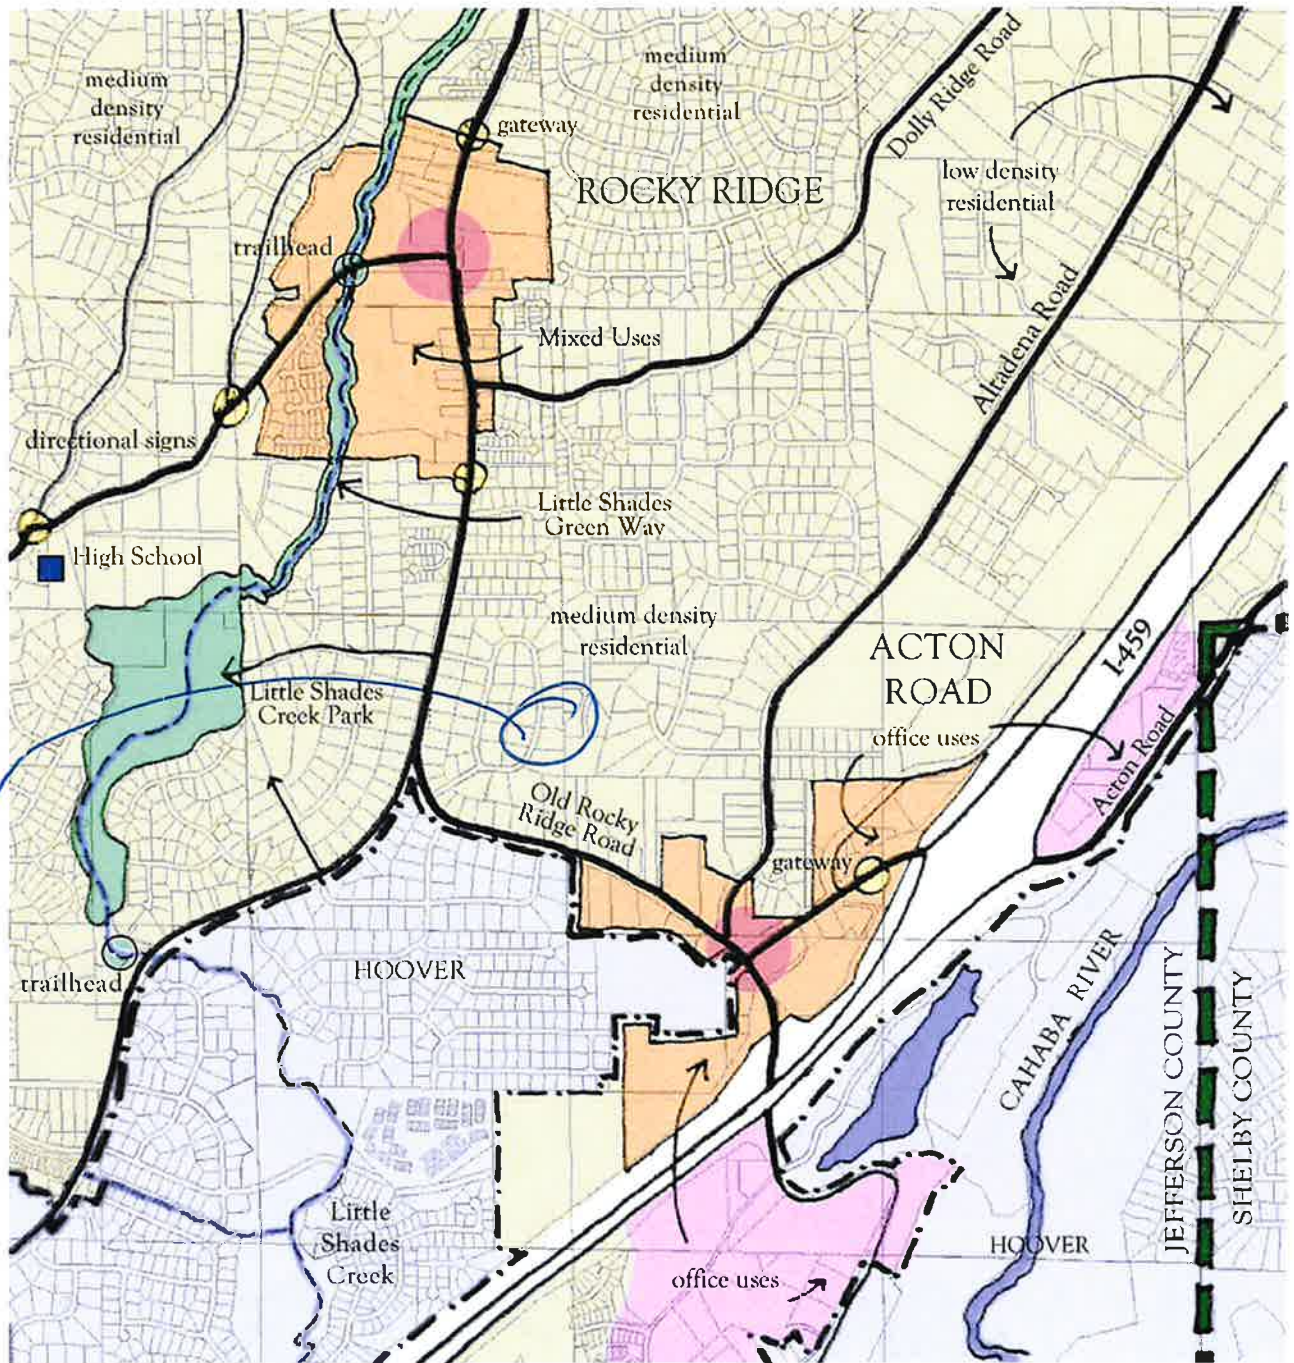 medium
density
residential
medium
density
residential
gateway
Dolly Ridge Road
ROCKY RIDGE
low density
residential
trailhead
Mixed Uses
Altadena Road
directional signs
Little Shades
Green Way
High School
medium density
residential
ACTON
ROAD
I-459
Little Shades
Creek Park
office uses
Acton Road
Old Rocky
Ridge Road
gateway
HOOVER
trailhead
CAHABA RIVER
JEFFERSON COUNTY
SHELBY COUNTY
Little
Shades
Creek
HOOVER
office uses